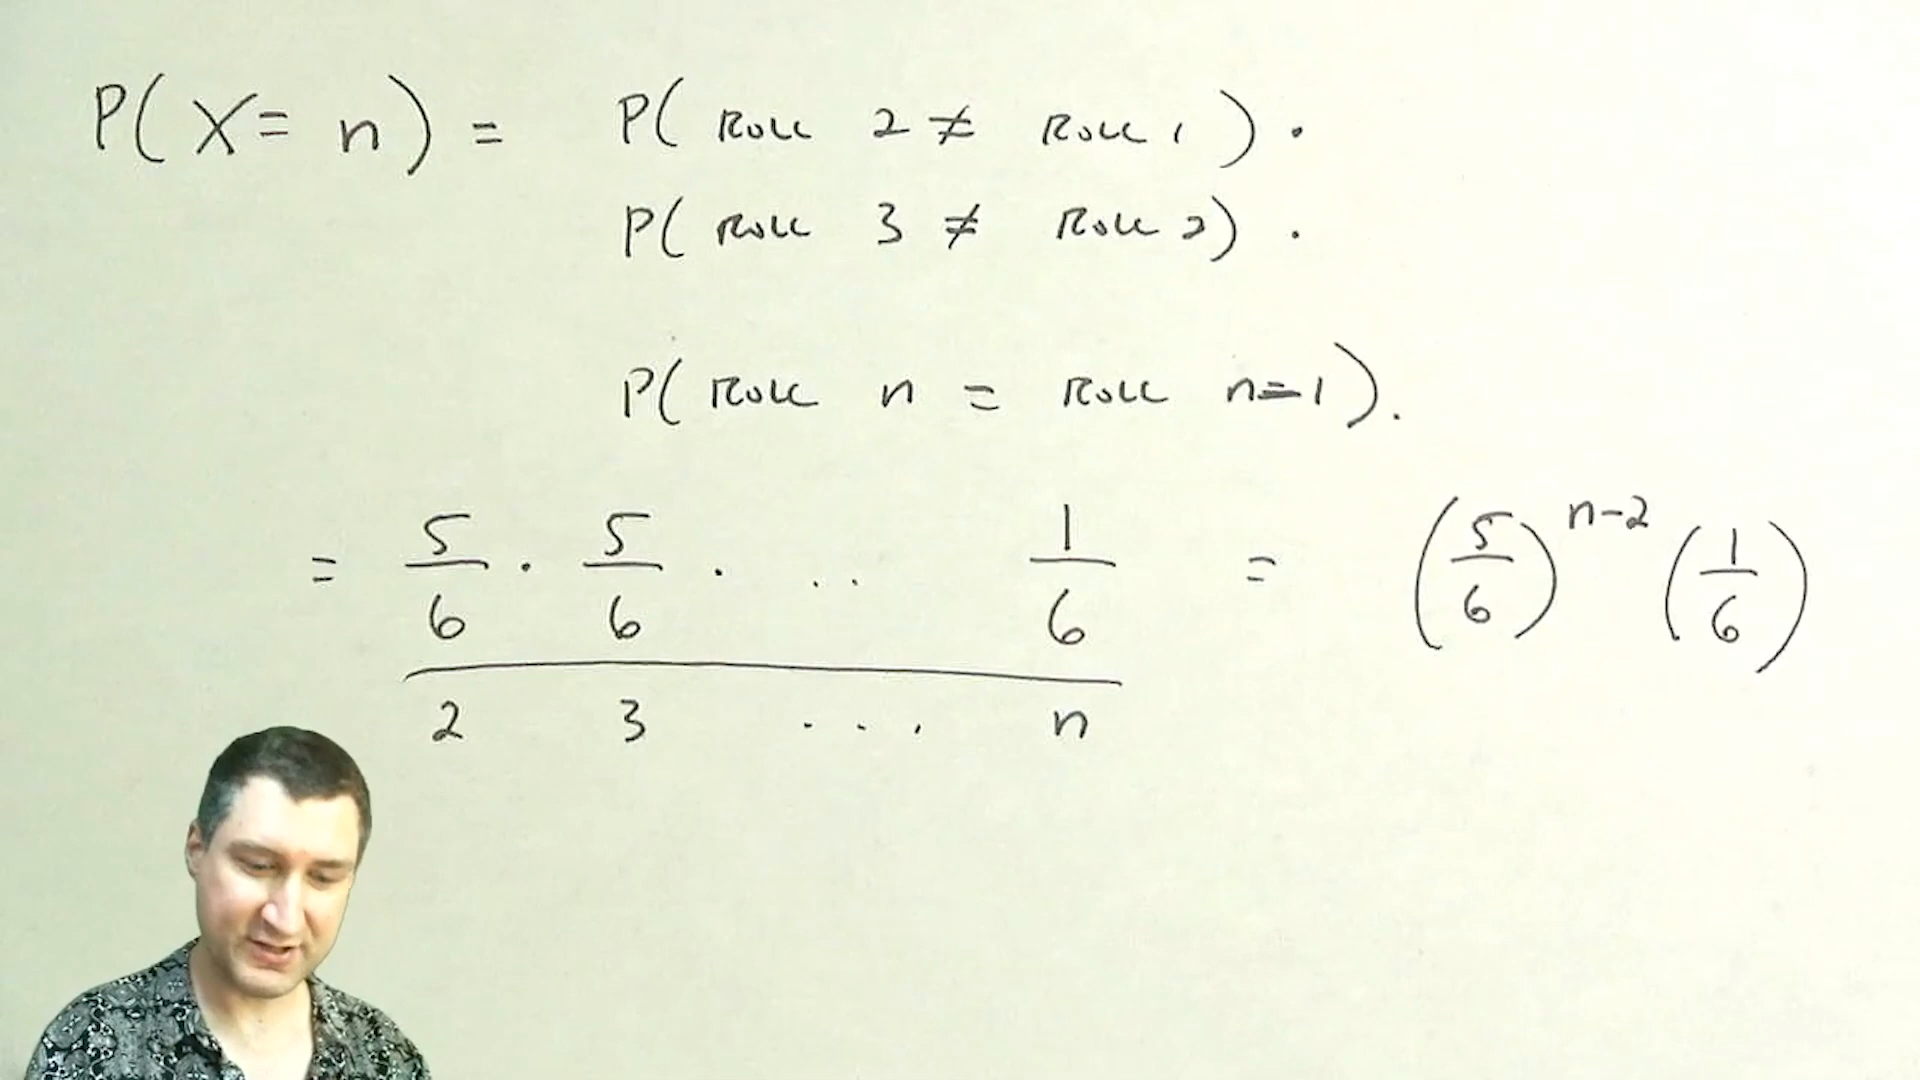 P( X = n ) = P( ROLL 2 ≠ ROLL 1 ) ·
P( ROLL 3 ≠ ROLL 2 ) ·
P( ROLL n = ROLL n-1 ).
= 5/6 · 5/6 · .. 1/6 = (5/6)^{n-2} (1/6)
2 3 .... n